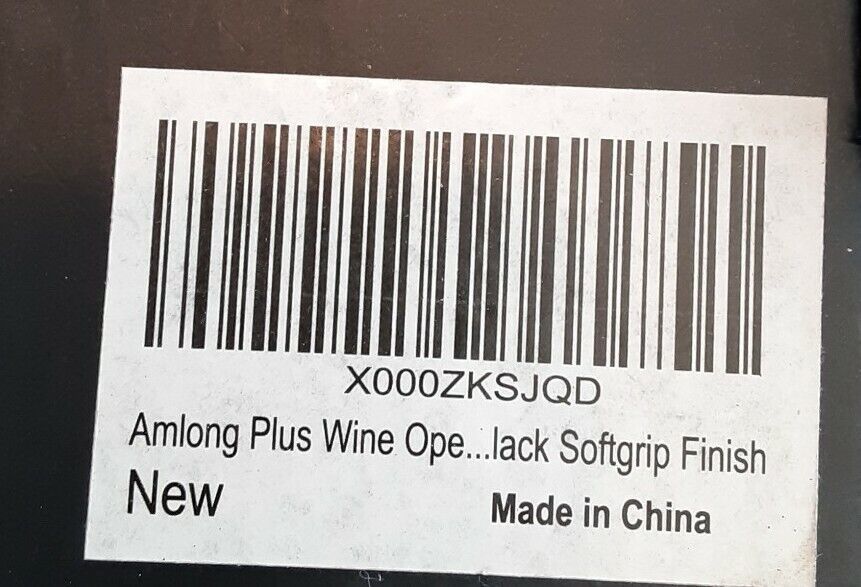 X000ZKSJQD
Amlong Plus Wine Ope...lack Softgrip Finish
New
Made in China